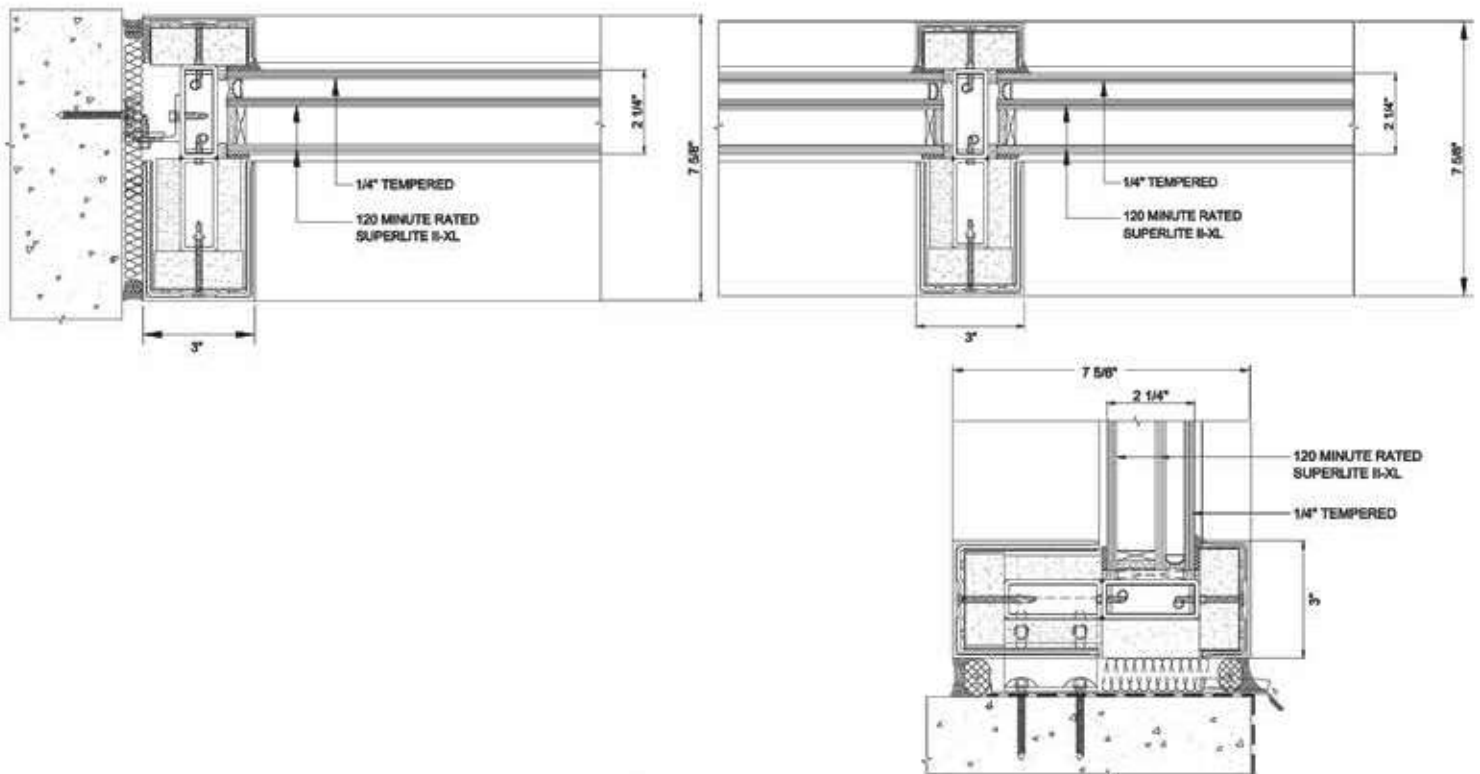 2 1/4"
7 5/8"
1/4" TEMPERED
120 MINUTE RATED
SUPERLITE II-XL
3"
2 1/4"
7 5/8"
1/4" TEMPERED
120 MINUTE RATED
SUPERLITE II-XL
3"
7 5/8"
2 1/4"
120 MINUTE RATED
SUPERLITE II-XL
1/4" TEMPERED
3"